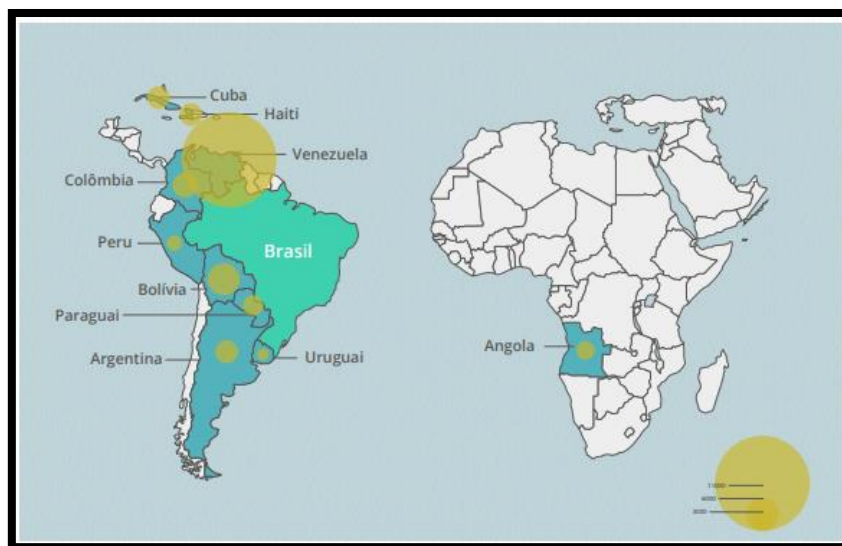 Cuba
Haiti
Venezuela
Colômbia
Peru
Brasil
Bolívia
Paraguai
Argentina
Uruguai
Angola